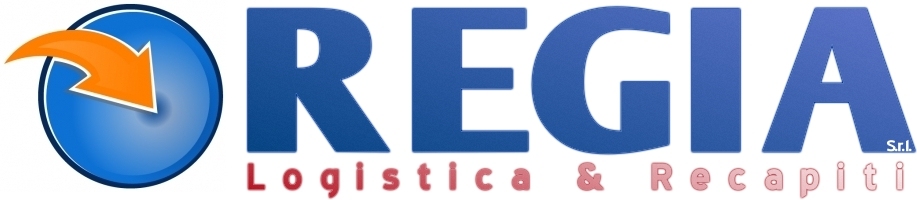 REGIA
S.r.l.
Logistica & Recapiti